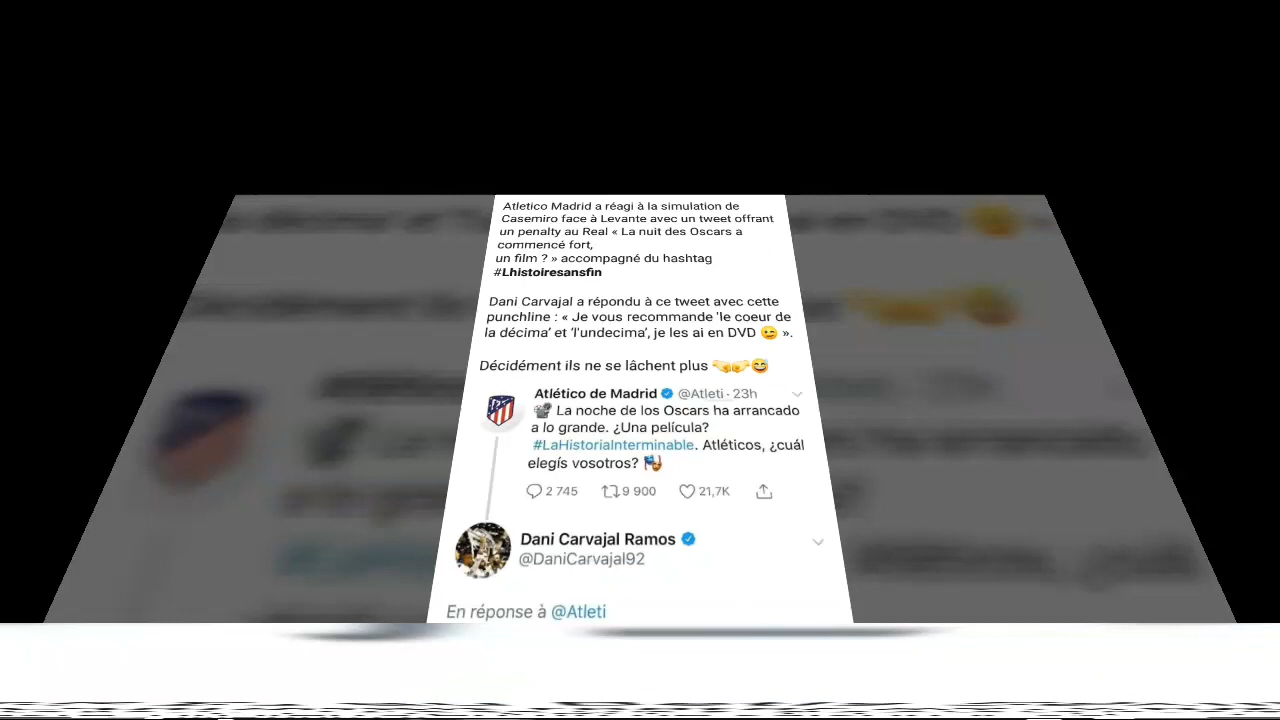 Atletico Madrid a réagi à la simulation de
Casemiro face à Levante avec un tweet offrant
un penalty au Real « La nuit des Oscars a
commencé fort,
un film ? » accompagné du hashtag
#Lhistoiresansfin
Dani Carvajal a répondu à ce tweet avec cette
punchline : « Je vous recommande 'le coeur de
la décima' et 'l'undecima', je les ai en DVD 😉 ».
Décidément ils ne se lâchent plus 🤜🤛😅
Atlético de Madrid @Atleti · 23h
📽 La noche de los Oscars ha arrancado
a lo grande. ¿Una película?
#LaHistoriaInterminable. Atléticos, ¿cuál
elegís vosotros?
2 745 9 900 21,7K
Dani Carvajal Ramos
@DaniCarvajal92
En réponse à @Atleti